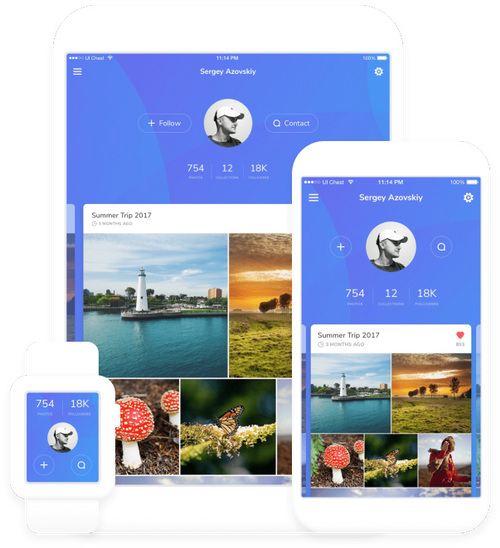 UI Chest 11:14 PM 100%
Sergey Azovskiy
Follow Contact
754 12 18K
PHOTOS COLLECTIONS FOLLOWERS
Summer Trip 2017
3 MONTHS AGO
UI Chest 11:14 PM 100%
Sergey Azovskiy
754 12 18K
PHOTOS COLLECTIONS FOLLOWERS
Summer Trip 2017
3 MONTHS AGO 853
754 18K
PHOTOS FOLLOWERS